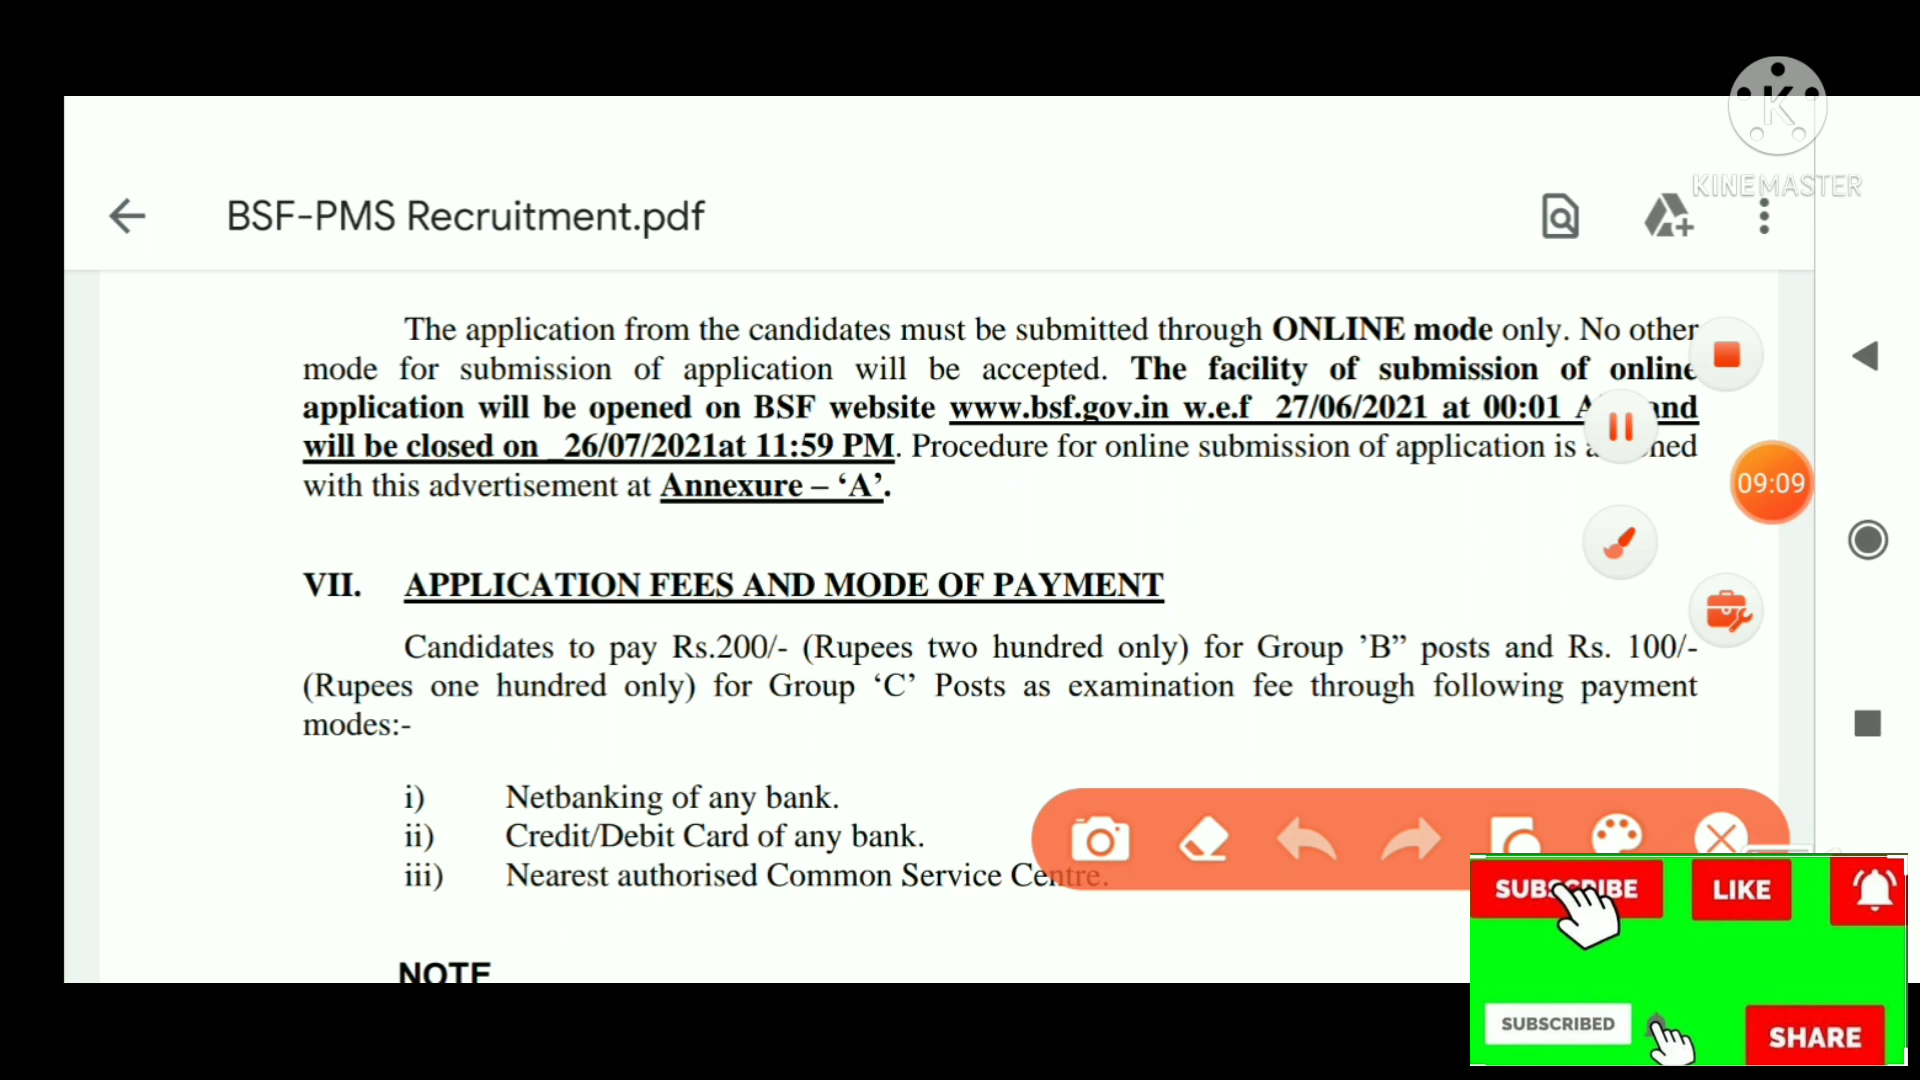 KINEMASTER
BSF-PMS Recruitment.pdf
The application from the candidates must be submitted through ONLINE mode only. No other
mode for submission of application will be accepted. The facility of submission of online
application will be opened on BSF website www.bsf.gov.in w.e.f 27/06/2021 at 00:01 and
will be closed on _26/07/2021at 11:59 PM. Procedure for online submission of application is
with this advertisement at Annexure – ‘A’.
09:09
VII. APPLICATION FEES AND MODE OF PAYMENT
Candidates to pay Rs.200/- (Rupees two hundred only) for Group ’B” posts and Rs. 100/-
(Rupees one hundred only) for Group ‘C’ Posts as examination fee through following payment
modes:-
i) Netbanking of any bank.
ii) Credit/Debit Card of any bank.
iii) Nearest authorised Common Service Centre.
NOTE
SUBSCRIBE LIKE
SUBSCRIBED SHARE